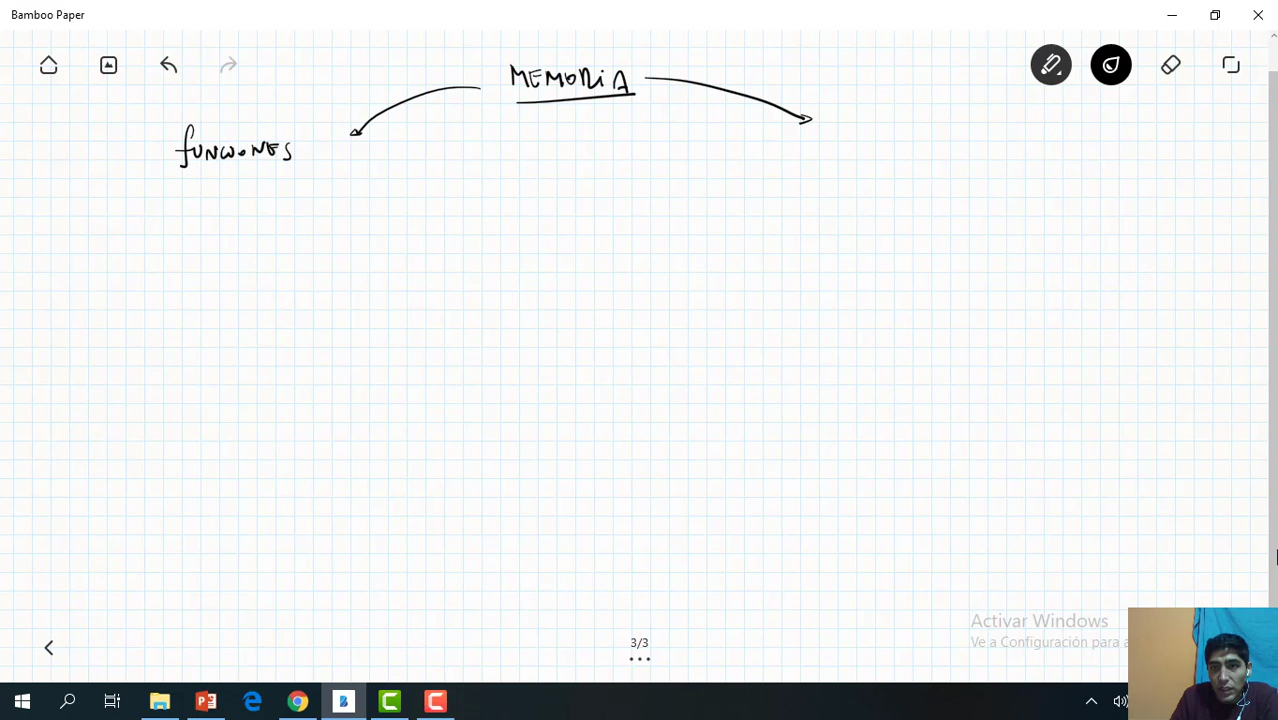 Bamboo Paper
MEMORiA
funciones
Activar Windows
Ve a Configuración para a
3/3